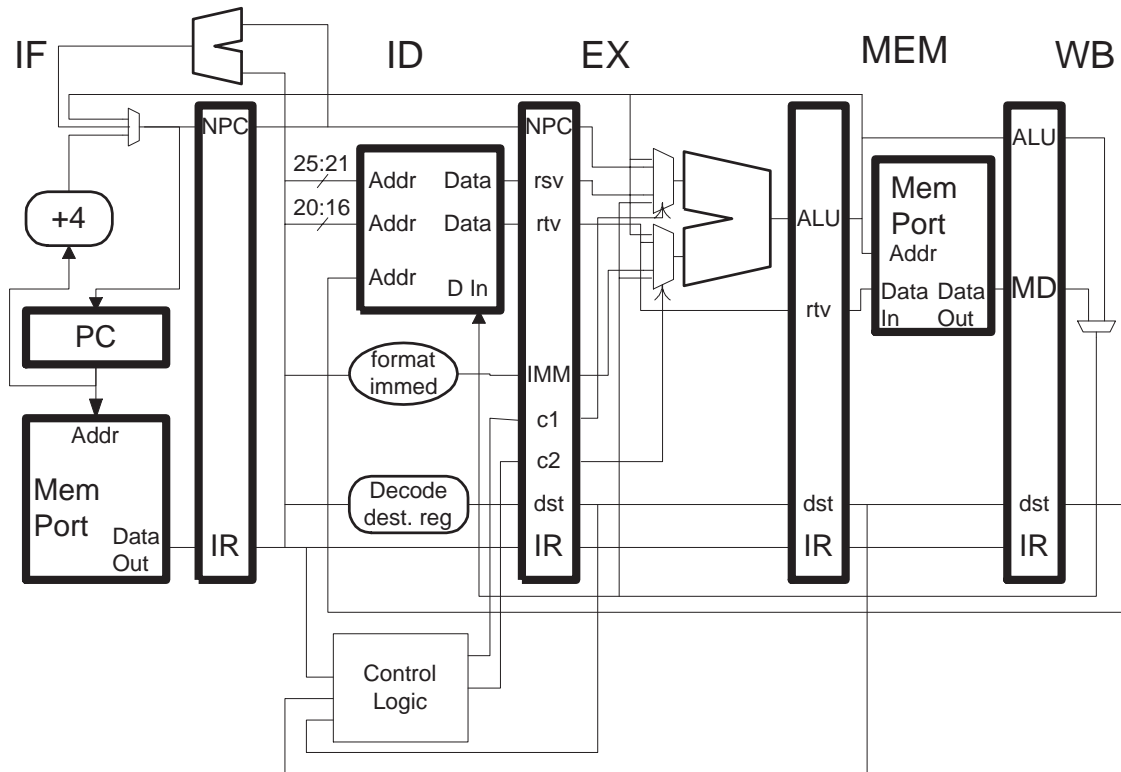 IF
ID
EX
MEM
WB
NPC
+4
PC
Addr
Mem
Port
Data
Out
IR
25:21
20:16
Addr
Data
Addr
Data
Addr
D In
format
immed
Decode
dest. reg
Control
Logic
NPC
rsv
rtv
IMM
c1
c2
dst
IR
ALU
rtv
dst
IR
Mem
Port
Addr
Data
In
Data
Out
ALU
MD
dst
IR